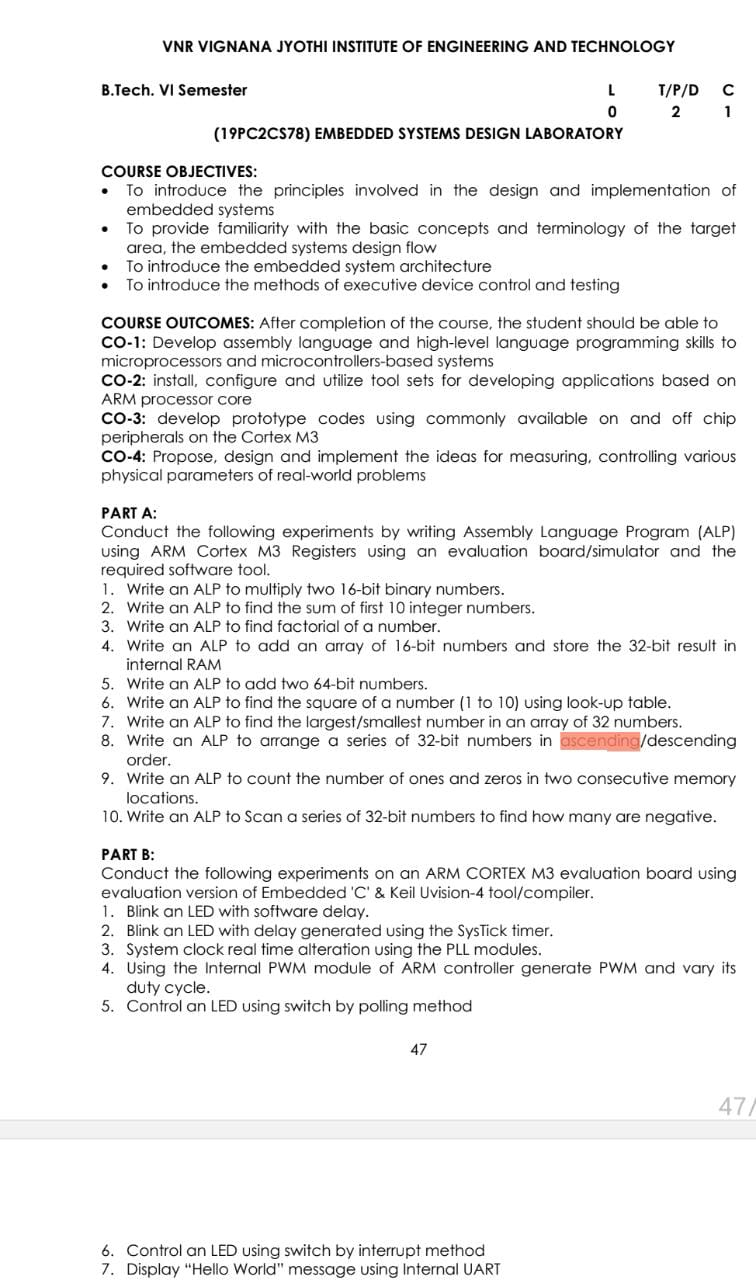 VNR VIGNANA JYOTHI INSTITUTE OF ENGINEERING AND TECHNOLOGY
B.Tech. VI Semester L T/P/D C
0 2 1
(19PC2CS78) EMBEDDED SYSTEMS DESIGN LABORATORY
COURSE OBJECTIVES:
• To introduce the principles involved in the design and implementation of
embedded systems
• To provide familiarity with the basic concepts and terminology of the target
area, the embedded systems design flow
• To introduce the embedded system architecture
• To introduce the methods of executive device control and testing
COURSE OUTCOMES: After completion of the course, the student should be able to
CO-1: Develop assembly language and high-level language programming skills to
microprocessors and microcontrollers-based systems
CO-2: install, configure and utilize tool sets for developing applications based on
ARM processor core
CO-3: develop prototype codes using commonly available on and off chip
peripherals on the Cortex M3
CO-4: Propose, design and implement the ideas for measuring, controlling various
physical parameters of real-world problems
PART A:
Conduct the following experiments by writing Assembly Language Program (ALP)
using ARM Cortex M3 Registers using an evaluation board/simulator and the
required software tool.
1. Write an ALP to multiply two 16-bit binary numbers.
2. Write an ALP to find the sum of first 10 integer numbers.
3. Write an ALP to find factorial of a number.
4. Write an ALP to add an array of 16-bit numbers and store the 32-bit result in
internal RAM
5. Write an ALP to add two 64-bit numbers.
6. Write an ALP to find the square of a number (1 to 10) using look-up table.
7. Write an ALP to find the largest/smallest number in an array of 32 numbers.
8. Write an ALP to arrange a series of 32-bit numbers in ascending/descending
order.
9. Write an ALP to count the number of ones and zeros in two consecutive memory
locations.
10. Write an ALP to Scan a series of 32-bit numbers to find how many are negative.
PART B:
Conduct the following experiments on an ARM CORTEX M3 evaluation board using
evaluation version of Embedded 'C' & Keil Uvision-4 tool/compiler.
1. Blink an LED with software delay.
2. Blink an LED with delay generated using the SysTick timer.
3. System clock real time alteration using the PLL modules.
4. Using the Internal PWM module of ARM controller generate PWM and vary its
duty cycle.
5. Control an LED using switch by polling method
47
47/
6. Control an LED using switch by interrupt method
7. Display “Hello World” message using Internal UART